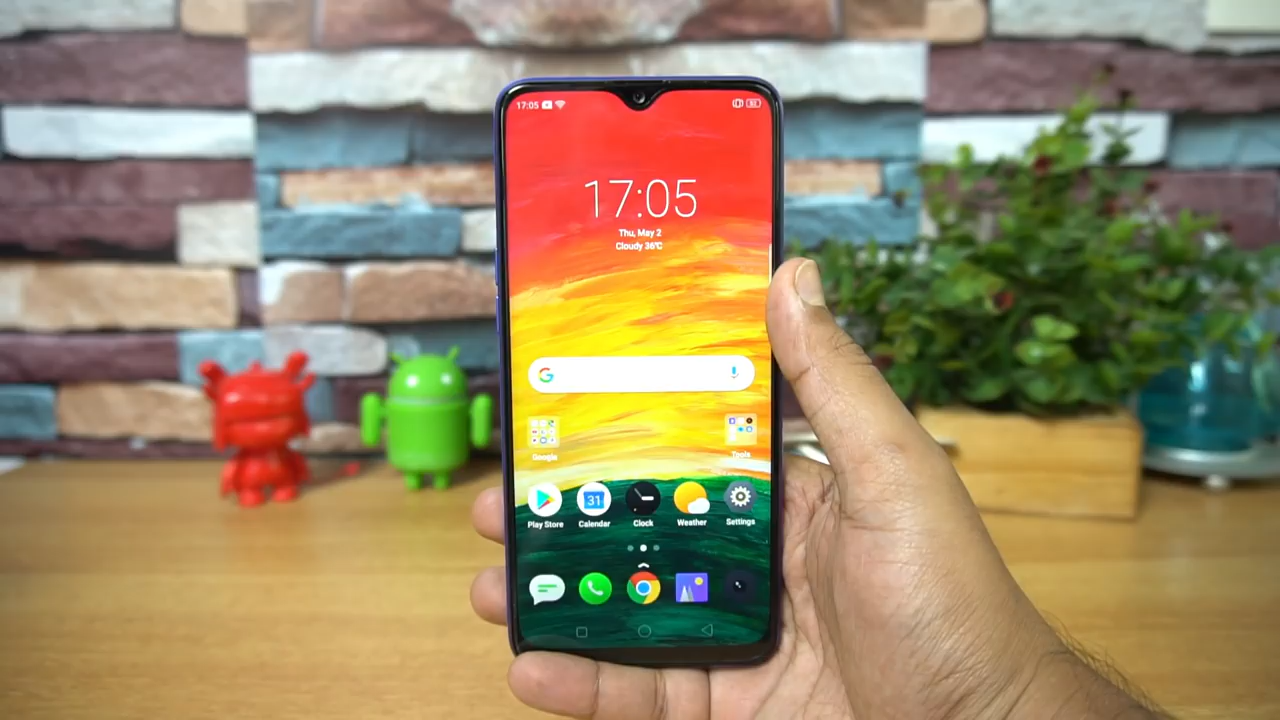 17:05
17:05
Thu, May 2
Cloudy 36°C
G
Google
Tools
31
Play Store
Calendar
Clock
Weather
Settings